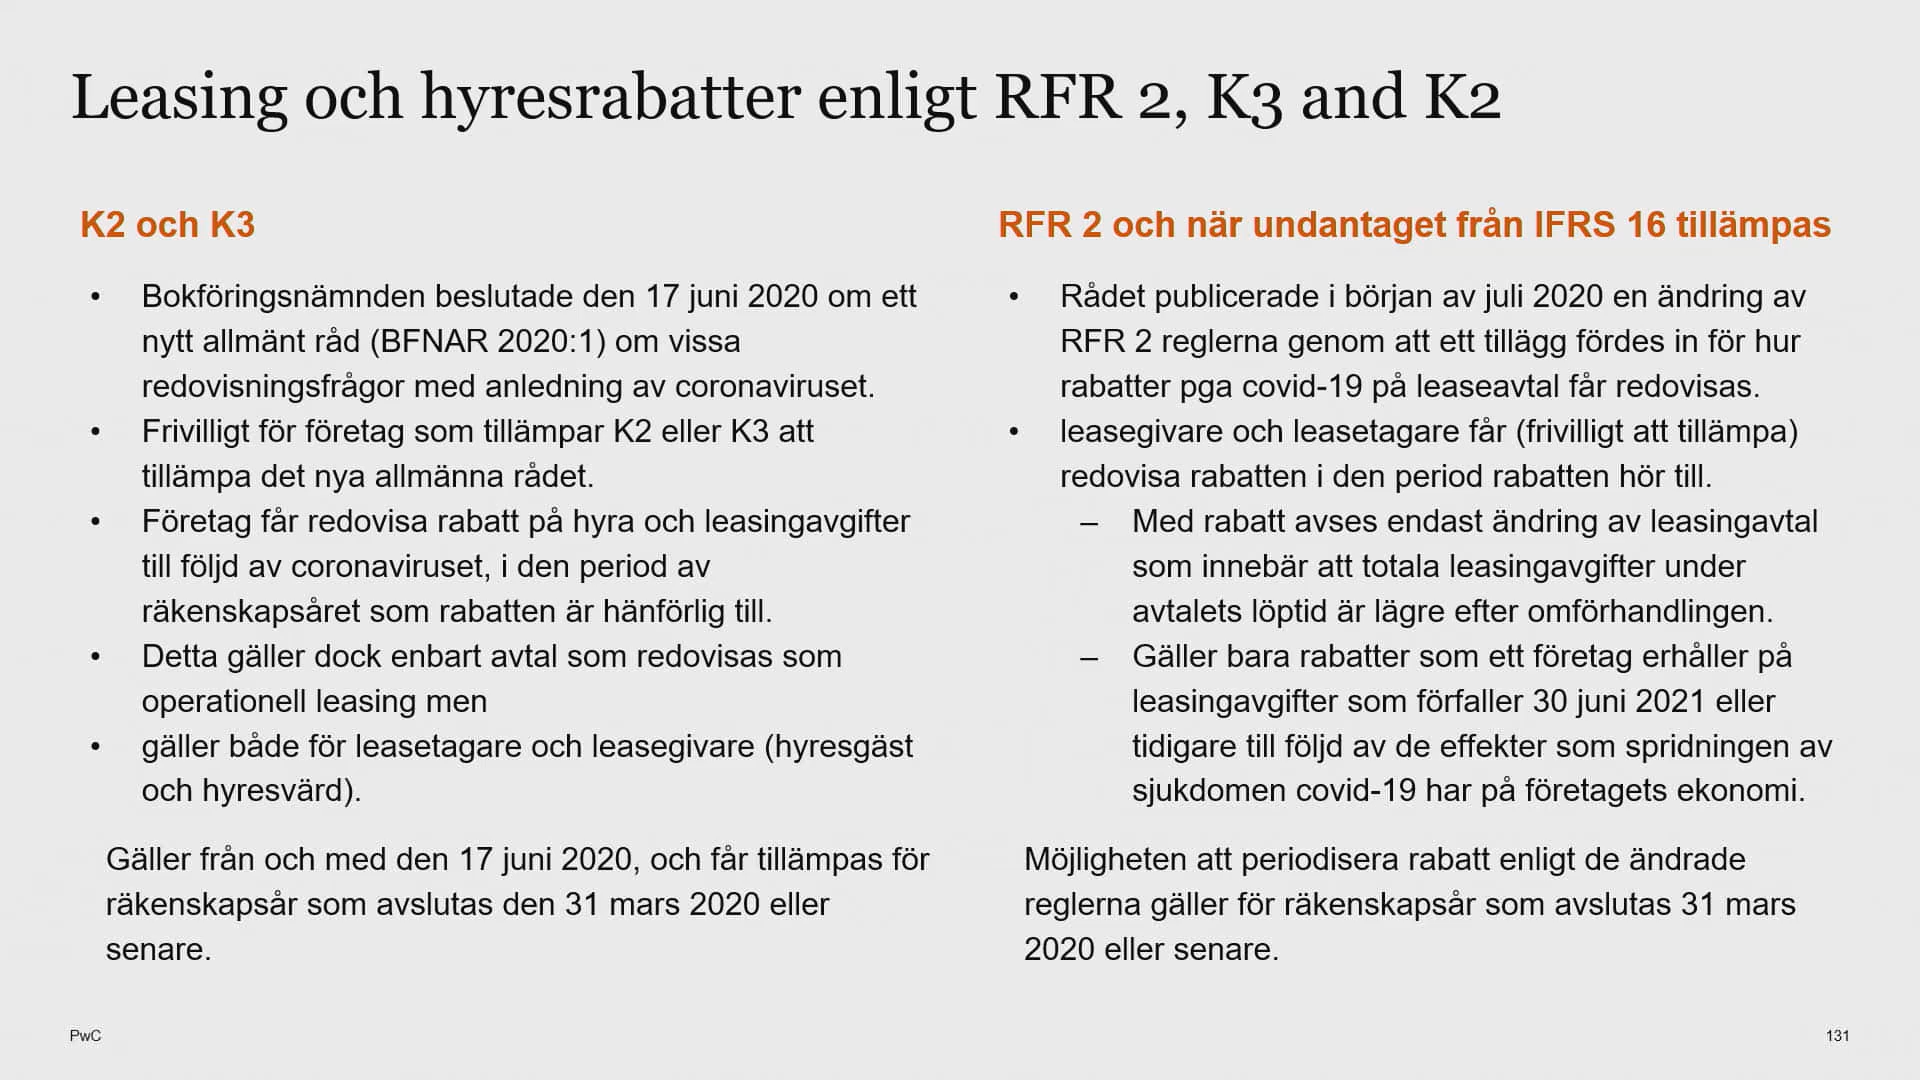 Leasing och hyresrabatter enligt RFR 2, K3 and K2
K2 och K3
• Bokföringsnämnden beslutade den 17 juni 2020 om ett
nytt allmänt råd (BFNAR 2020:1) om vissa
redovisningsfrågor med anledning av coronaviruset.
• Frivilligt för företag som tillämpar K2 eller K3 att
tillämpa det nya allmänna rådet.
• Företag får redovisa rabatt på hyra och leasingavgifter
till följd av coronaviruset, i den period av
räkenskapsåret som rabatten är hänförlig till.
• Detta gäller dock enbart avtal som redovisas som
operationell leasing men
• gäller både för leasetagare och leasegivare (hyresgäst
och hyresvärd).
Gäller från och med den 17 juni 2020, och får tillämpas för
räkenskapsår som avslutas den 31 mars 2020 eller
senare.
RFR 2 och när undantaget från IFRS 16 tillämpas
• Rådet publicerade i början av juli 2020 en ändring av
RFR 2 reglerna genom att ett tillägg fördes in för hur
rabatter pga covid-19 på leaseavtal får redovisas.
• leasegivare och leasetagare får (frivilligt att tillämpa)
redovisa rabatten i den period rabatten hör till.
– Med rabatt avses endast ändring av leasingavtal
som innebär att totala leasingavgifter under
avtalets löptid är lägre efter omförhandlingen.
– Gäller bara rabatter som ett företag erhåller på
leasingavgifter som förfaller 30 juni 2021 eller
tidigare till följd av de effekter som spridningen av
sjukdomen covid-19 har på företagets ekonomi.
Möjligheten att periodisera rabatt enligt de ändrade
reglerna gäller för räkenskapsår som avslutas 31 mars
2020 eller senare.
PwC
131